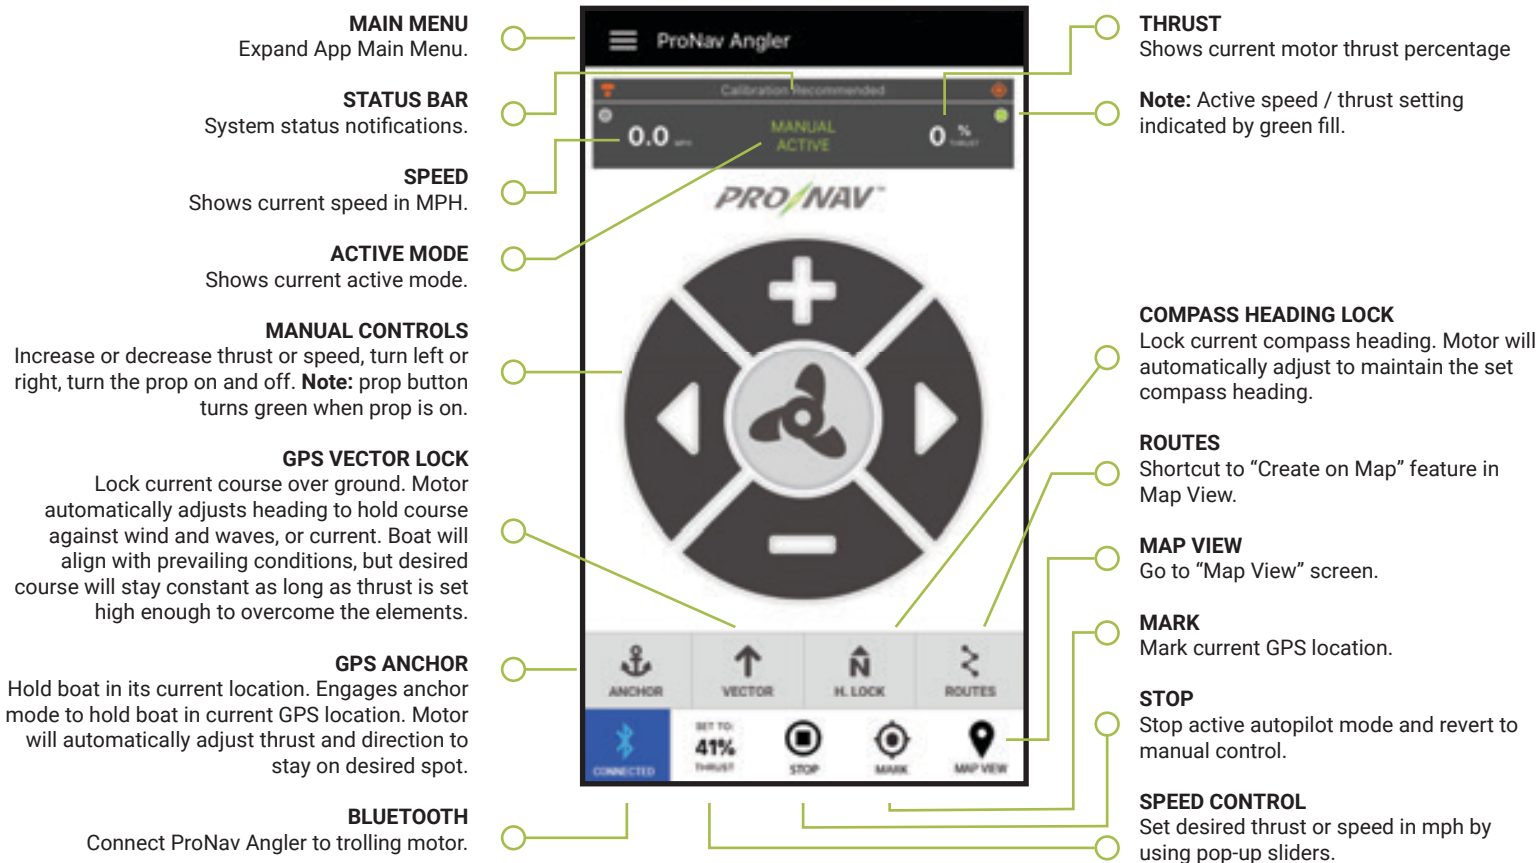 MAIN MENU
Expand App Main Menu.
STATUS BAR
System status notifications.
SPEED
Shows current speed in MPH.
ACTIVE MODE
Shows current active mode.
MANUAL CONTROLS
Increase or decrease thrust or speed, turn left or
right, turn the prop on and off. Note: prop button
turns green when prop is on.
GPS VECTOR LOCK
Lock current course over ground. Motor
automatically adjusts heading to hold course
against wind and waves, or current. Boat will
align with prevailing conditions, but desired
course will stay constant as long as thrust is set
high enough to overcome the elements.
GPS ANCHOR
Hold boat in its current location. Engages anchor
mode to hold boat in current GPS location. Motor
will automatically adjust thrust and direction to
stay on desired spot.
BLUETOOTH
Connect ProNav Angler to trolling motor.
ProNav Angler
Calibration Recommended
0.0 MPH
MANUAL
ACTIVE
0 %
THRUST
PRO NAV™
ANCHOR
VECTOR
N
H. LOCK
ROUTES
CONNECTED
SET TO:
41%
THRUST
STOP
MARK
MAP VIEW
THRUST
Shows current motor thrust percentage
Note: Active speed / thrust setting
indicated by green fill.
COMPASS HEADING LOCK
Lock current compass heading. Motor will
automatically adjust to maintain the set
compass heading.
ROUTES
Shortcut to “Create on Map” feature in
Map View.
MAP VIEW
Go to “Map View” screen.
MARK
Mark current GPS location.
STOP
Stop active autopilot mode and revert to
manual control.
SPEED CONTROL
Set desired thrust or speed in mph by
using pop-up sliders.